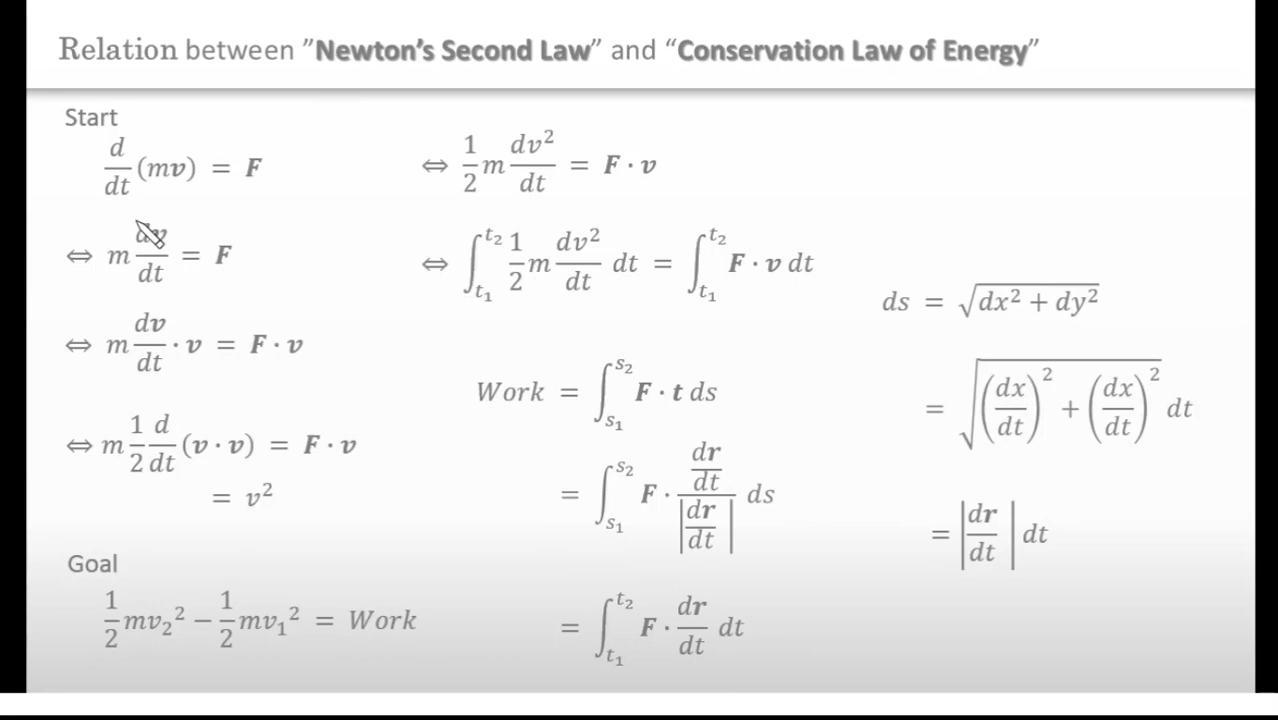 Relation between ”Newton’s Second Law” and “Conservation Law of Energy”
Start
d/dt (mv) = F
⇔ m dv/dt = F
⇔ m dv/dt · v = F · v
⇔ m 1/2 d/dt (v · v) = F · v
= v²
Goal
1/2 mv₂² − 1/2 mv₁² = Work
⇔ 1/2 m dv²/dt = F · v
⇔ ∫_{t₁}^{t₂} 1/2 m dv²/dt dt = ∫_{t₁}^{t₂} F · v dt
Work = ∫_{s₁}^{s₂} F · t ds
= ∫_{s₁}^{s₂} F · (dr/dt)/|dr/dt| ds
= ∫_{t₁}^{t₂} F · dr/dt dt
ds = √(dx² + dy²)
= √((dx/dt)² + (dx/dt)²) dt
= |dr/dt| dt